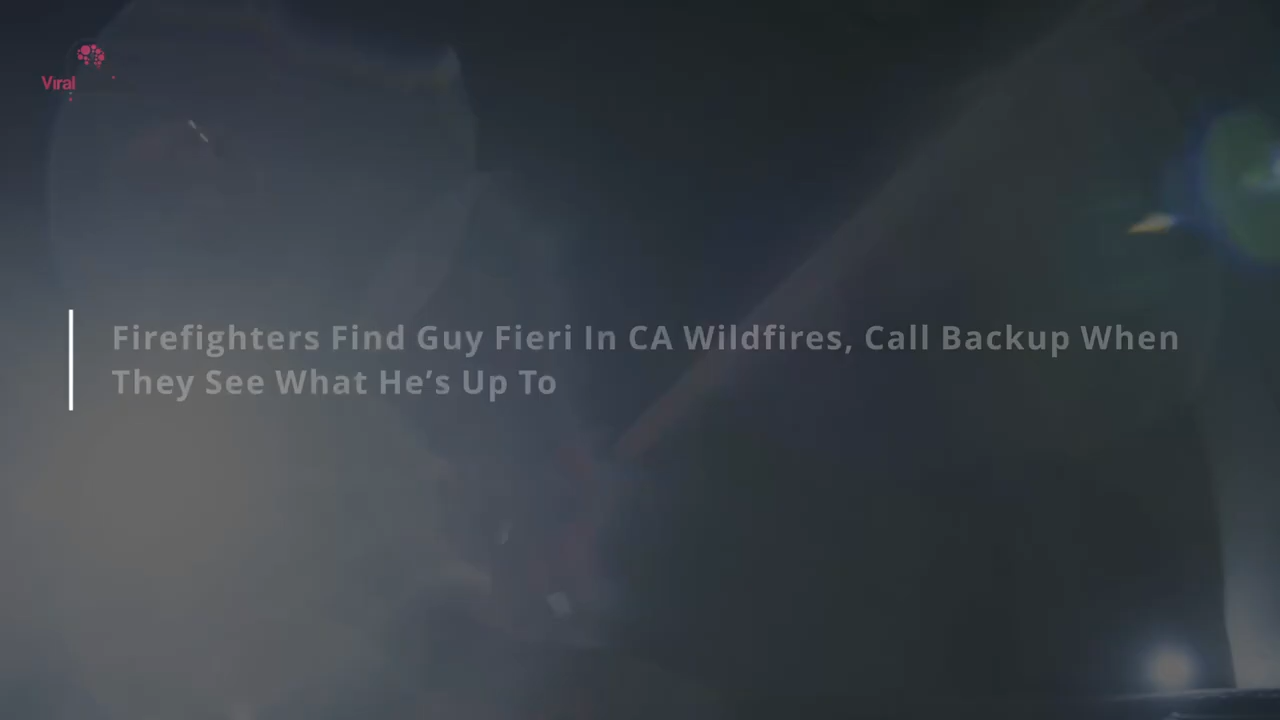 Viral
Firefighters Find Guy Fieri In CA Wildfires, Call Backup When
They See What He’s Up To